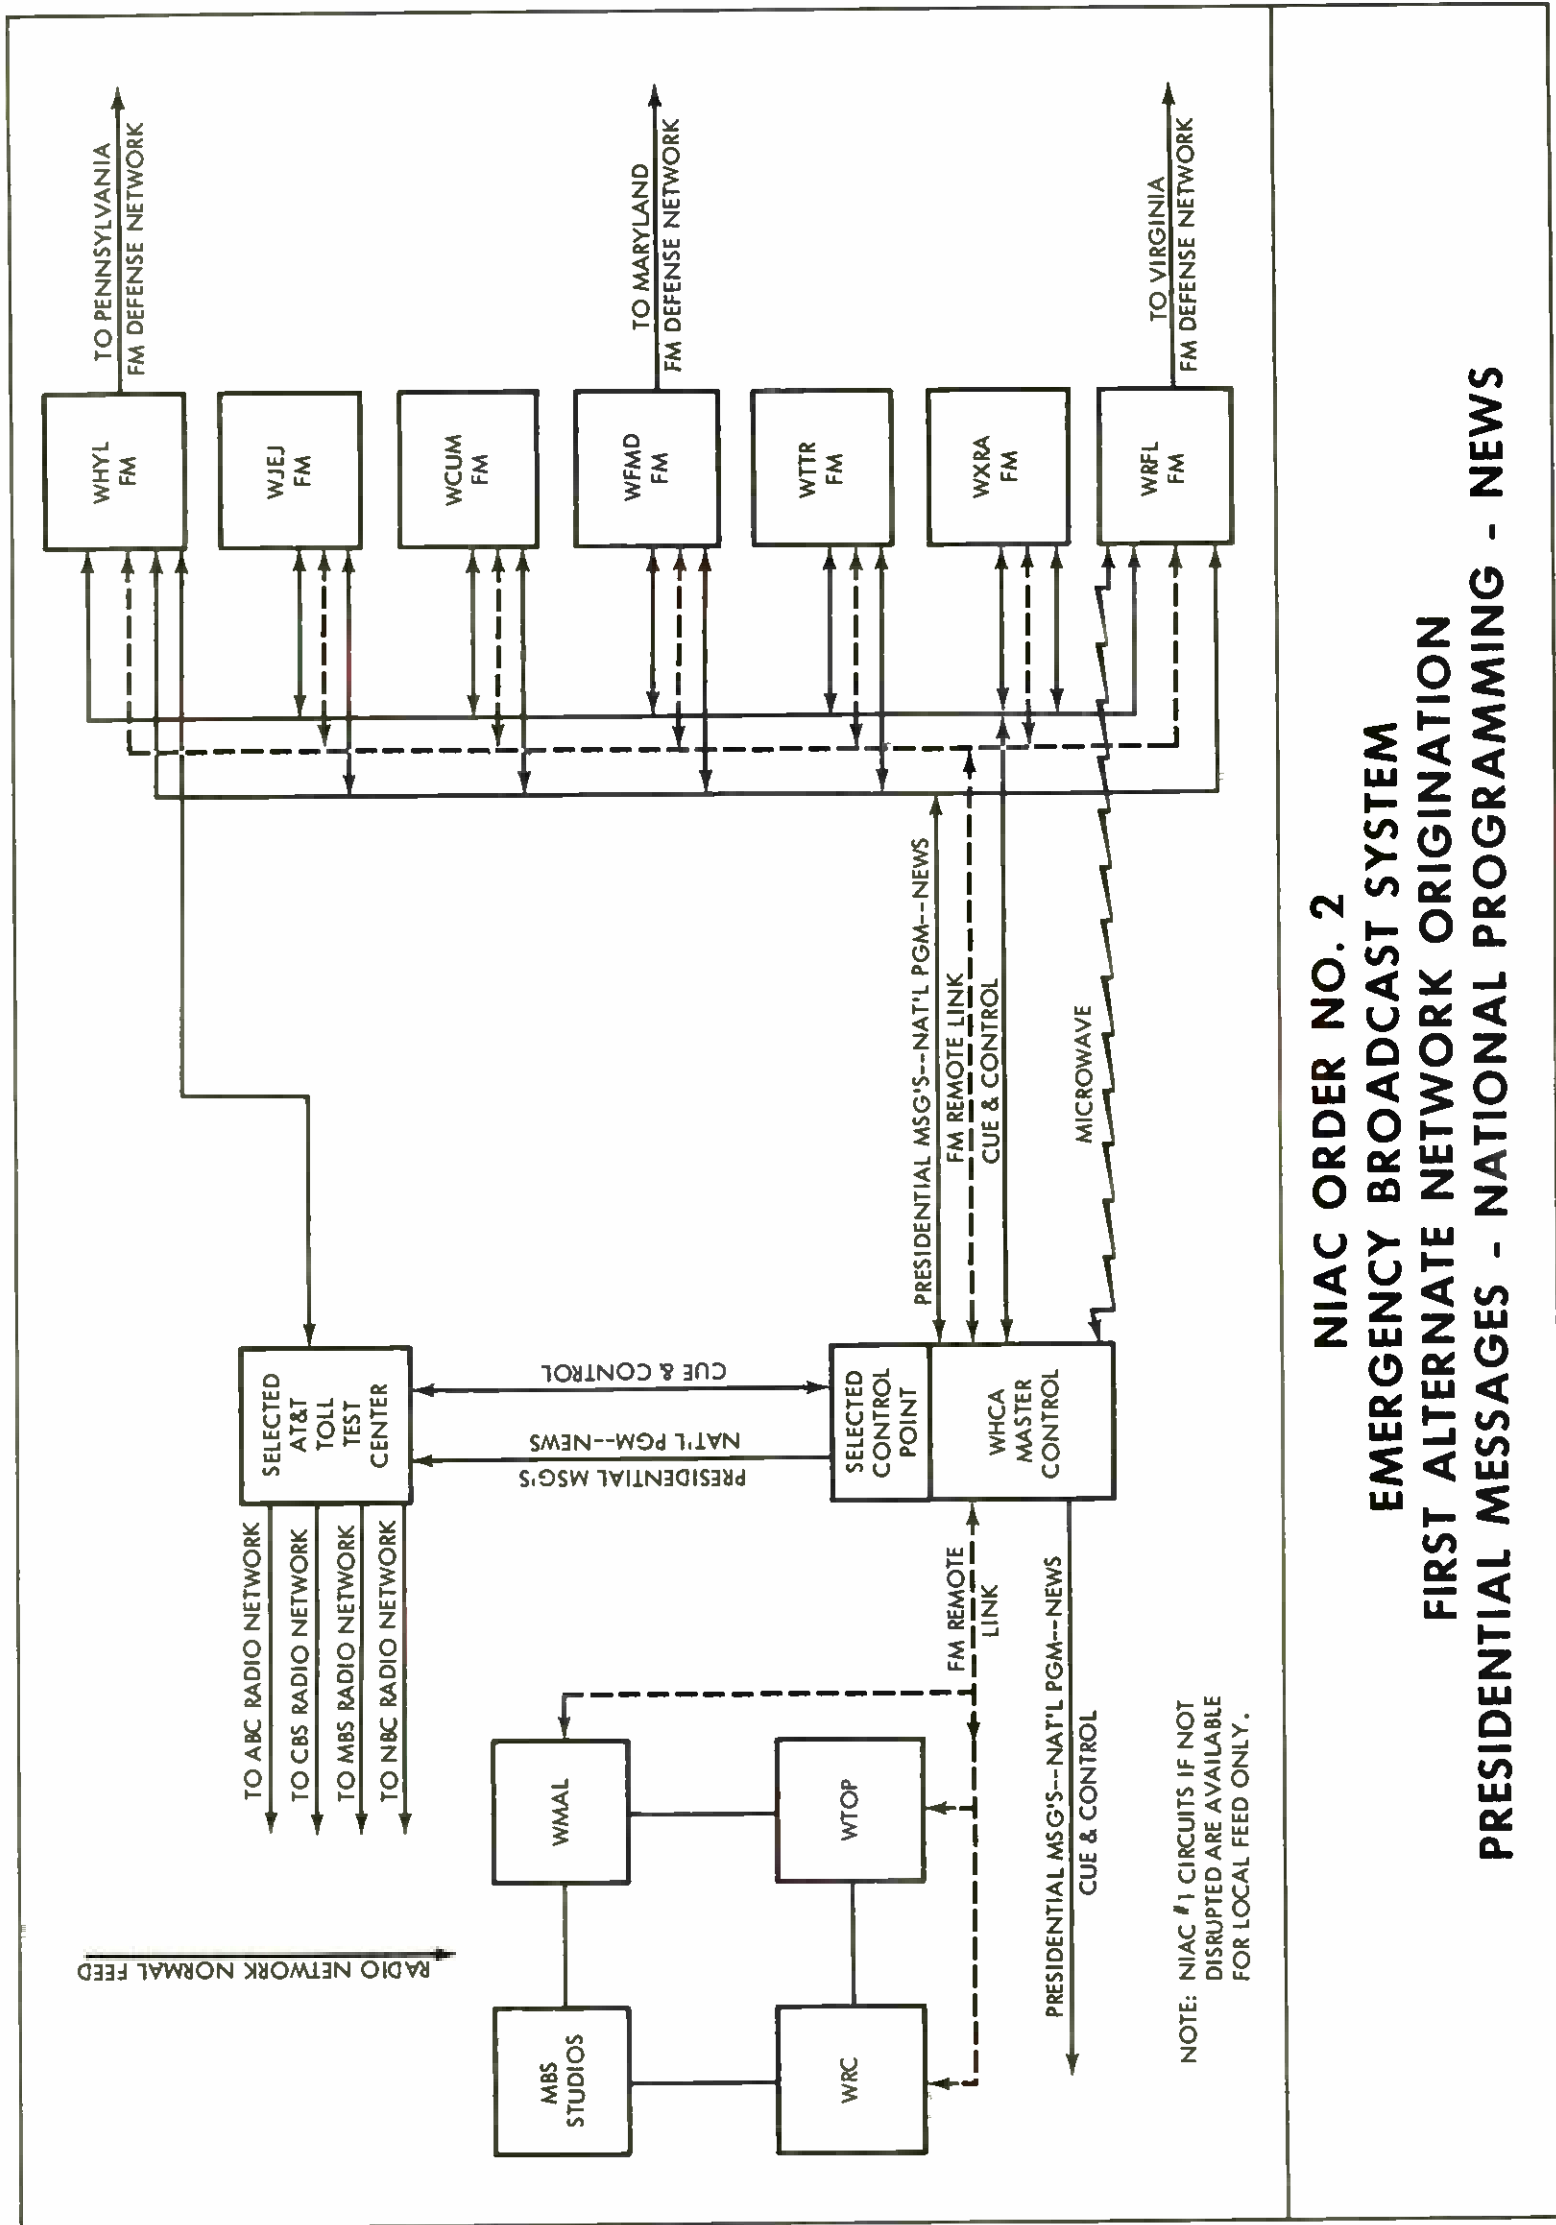 RADIO NETWORK NORMAL FEED
TO ABC RADIO NETWORK
TO CBS RADIO NETWORK
TO MBS RADIO NETWORK
TO NBC RADIO NETWORK
SELECTED
AT&T
TOLL
TEST
CENTER
WHYL
FM
TO PENNSYLVANIA
FM DEFENSE NETWORK
WJEJ
FM
WCUM
FM
WFMD
FM
TO MARYLAND
FM DEFENSE NETWORK
WTTR
FM
WXRA
FM
WRFL
FM
TO VIRGINIA
FM DEFENSE NETWORK
MBS
STUDIOS
WMAL
WRC
WTOP
PRESIDENTIAL MSG'S
NAT'L PGM--NEWS
CUE & CONTROL
SELECTED
CONTROL
POINT
WHCA
MASTER
CONTROL
FM REMOTE
LINK
PRESIDENTIAL MSG'S--NAT'L PGM--NEWS
CUE & CONTROL
PRESIDENTIAL MSG'S--NAT'L PGM--NEWS
FM REMOTE LINK
CUE & CONTROL
MICROWAVE
NOTE: NIAC #1 CIRCUITS IF NOT
DISRUPTED ARE AVAILABLE
FOR LOCAL FEED ONLY.
NIAC ORDER NO. 2
EMERGENCY BROADCAST SYSTEM
FIRST ALTERNATE NETWORK ORIGINATION
PRESIDENTIAL MESSAGES - NATIONAL PROGRAMMING - NEWS